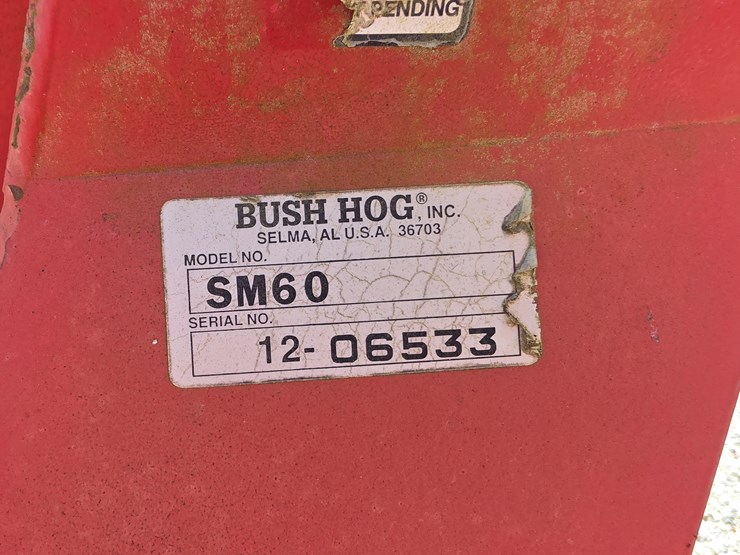 PENDING
BUSH HOG®, INC.
SELMA, AL U.S.A. 36703
MODEL NO.
SM60
SERIAL NO.
12- 06533